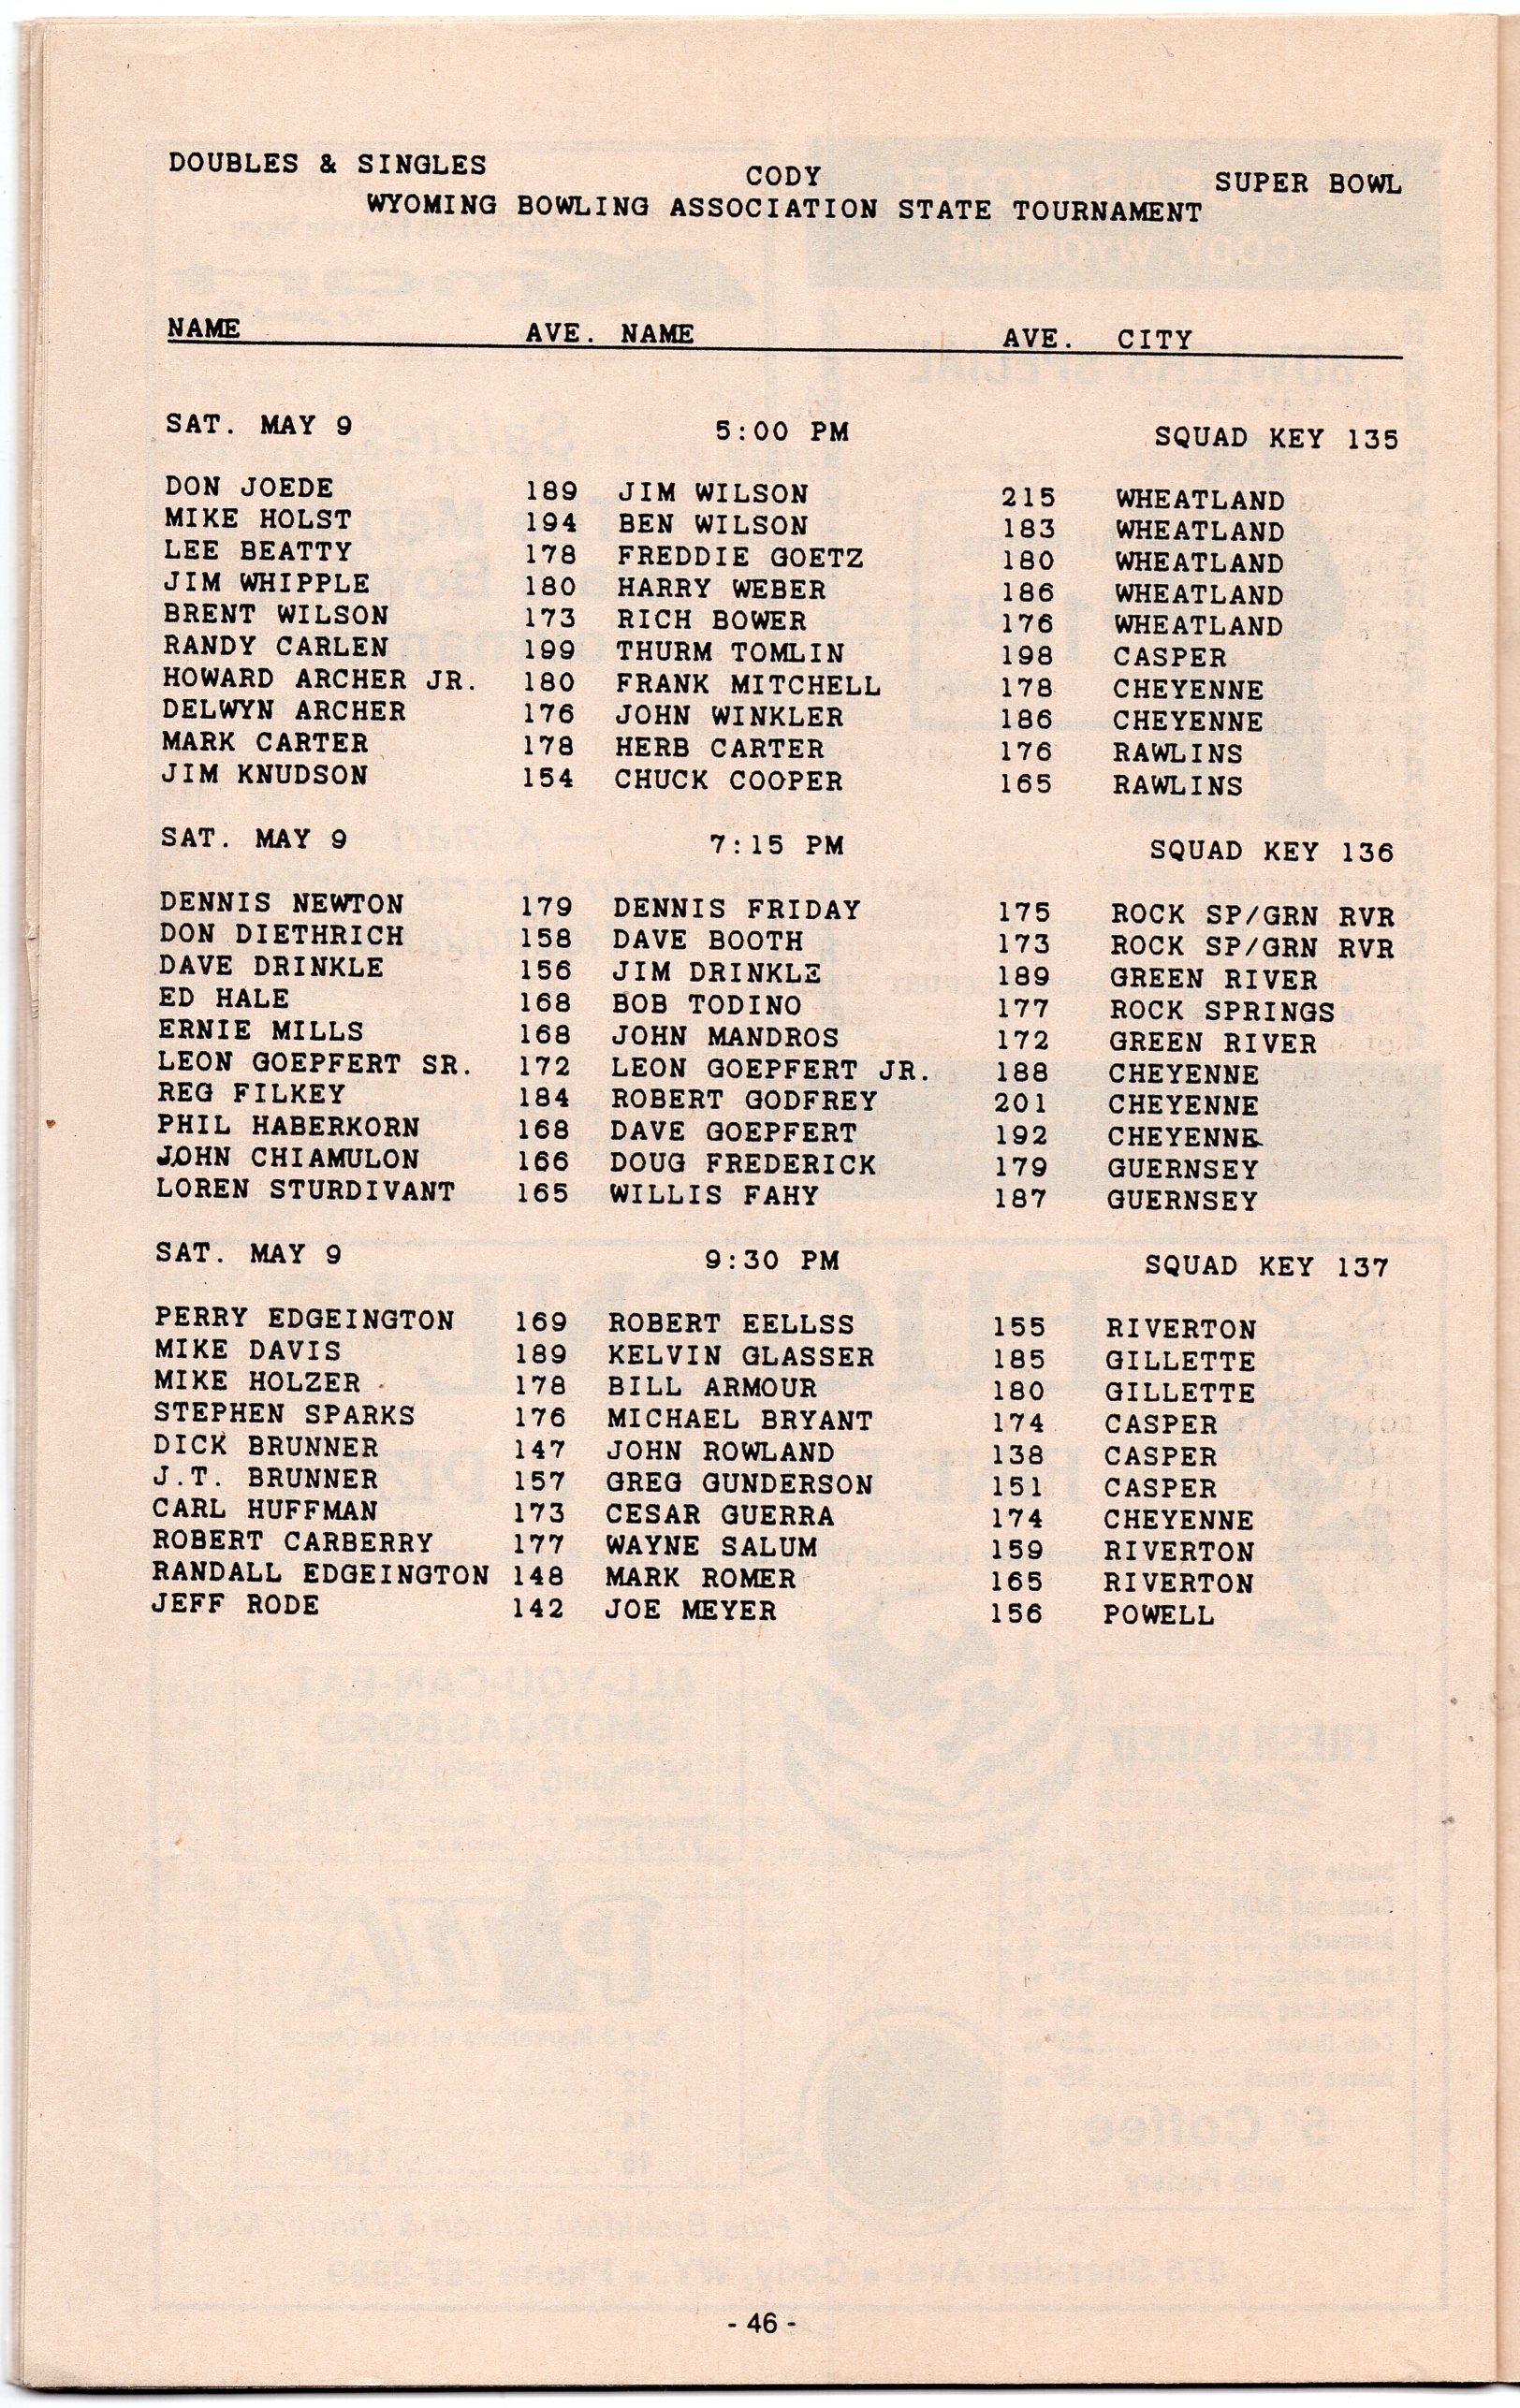 DOUBLES & SINGLES CODY SUPER BOWL
WYOMING BOWLING ASSOCIATION STATE TOURNAMENT
NAME AVE. NAME AVE. CITY
SAT. MAY 9 5:00 PM SQUAD KEY 135
DON JOEDE 189 JIM WILSON 215 WHEATLAND
MIKE HOLST 194 BEN WILSON 183 WHEATLAND
LEE BEATTY 178 FREDDIE GOETZ 180 WHEATLAND
JIM WHIPPLE 180 HARRY WEBER 186 WHEATLAND
BRENT WILSON 173 RICH BOWER 176 WHEATLAND
RANDY CARLEN 199 THURM TOMLIN 198 CASPER
HOWARD ARCHER JR. 180 FRANK MITCHELL 178 CHEYENNE
DELWYN ARCHER 176 JOHN WINKLER 186 CHEYENNE
MARK CARTER 178 HERB CARTER 176 RAWLINS
JIM KNUDSON 154 CHUCK COOPER 165 RAWLINS
SAT. MAY 9 7:15 PM SQUAD KEY 136
DENNIS NEWTON 179 DENNIS FRIDAY 175 ROCK SP/GRN RVR
DON DIETHRICH 158 DAVE BOOTH 173 ROCK SP/GRN RVR
DAVE DRINKLE 156 JIM DRINKLE 189 GREEN RIVER
ED HALE 168 BOB TODINO 177 ROCK SPRINGS
ERNIE MILLS 168 JOHN MANDROS 172 GREEN RIVER
LEON GOEPFERT SR. 172 LEON GOEPFERT JR. 188 CHEYENNE
REG FILKEY 184 ROBERT GODFREY 201 CHEYENNE
PHIL HABERKORN 168 DAVE GOEPFERT 192 CHEYENNE
JOHN CHIAMULON 166 DOUG FREDERICK 179 GUERNSEY
LOREN STURDIVANT 165 WILLIS FAHY 187 GUERNSEY
SAT. MAY 9 9:30 PM SQUAD KEY 137
PERRY EDGEINGTON 169 ROBERT EELLSS 155 RIVERTON
MIKE DAVIS 189 KELVIN GLASSER 185 GILLETTE
MIKE HOLZER 178 BILL ARMOUR 180 GILLETTE
STEPHEN SPARKS 176 MICHAEL BRYANT 174 CASPER
DICK BRUNNER 147 JOHN ROWLAND 138 CASPER
J.T. BRUNNER 157 GREG GUNDERSON 151 CASPER
CARL HUFFMAN 173 CESAR GUERRA 174 CHEYENNE
ROBERT CARBERRY 177 WAYNE SALUM 159 RIVERTON
RANDALL EDGEINGTON 148 MARK ROMER 165 RIVERTON
JEFF RODE 142 JOE MEYER 156 POWELL
- 46 -